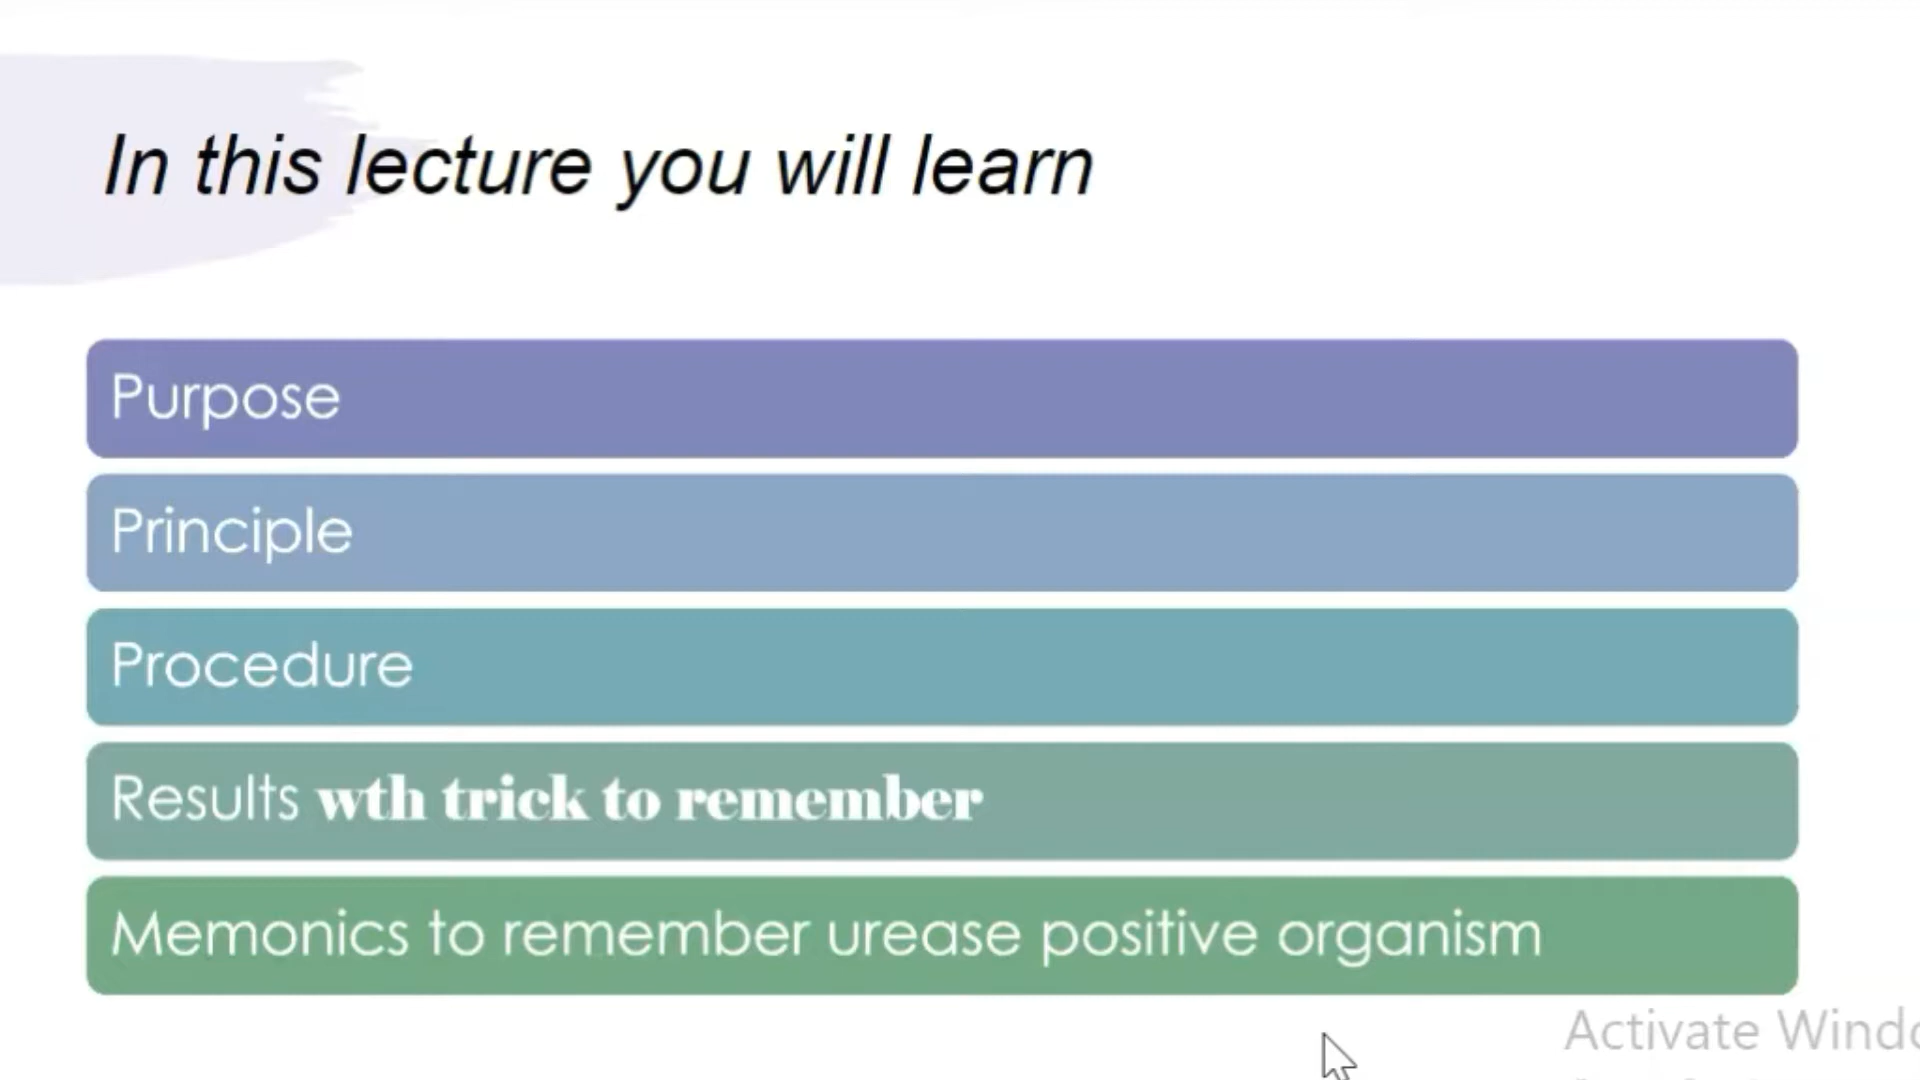 In this lecture you will learn
Purpose
Principle
Procedure
Results wth trick to remember
Memonics to remember urease positive organism
Activate